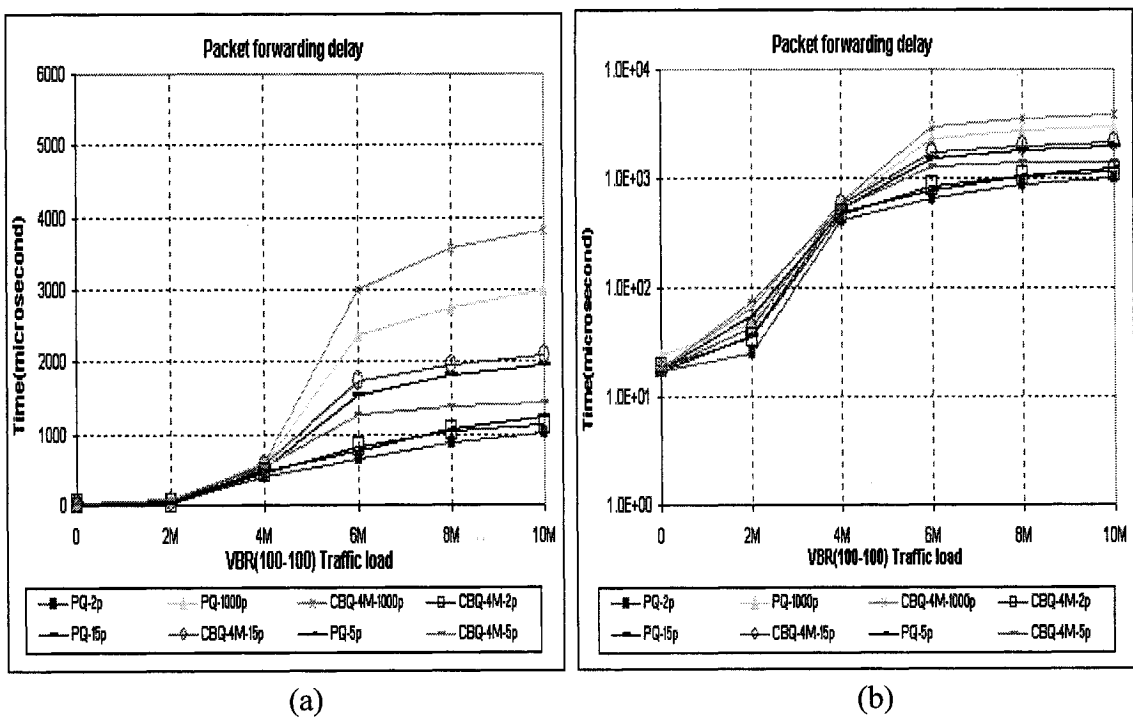 Packet forwarding delay
6000
5000
4000
3000
2000
1000
0
Time(microsecond)
0 2M 4M 6M 8M 10M
VBR(100-100) Traffic load
PQ-2p PQ-1000p CBQ-4M-1000p CBQ-4M-2p
PQ-15p CBQ-4M-15p PQ-5p CBQ-4M-5p
(a)
Packet forwarding delay
1.0E+04
1.0E+03
1.0E+02
1.0E+01
1.0E+00
Time(microsecond)
0 2M 4M 6M 8M 10M
VBR(100-100) Traffic load
PQ-2p PQ-1000p CBQ-4M-1000p CBQ-4M-2p
PQ-15p CBQ-4M-15p PQ-5p CBQ-4M-5p
(b)